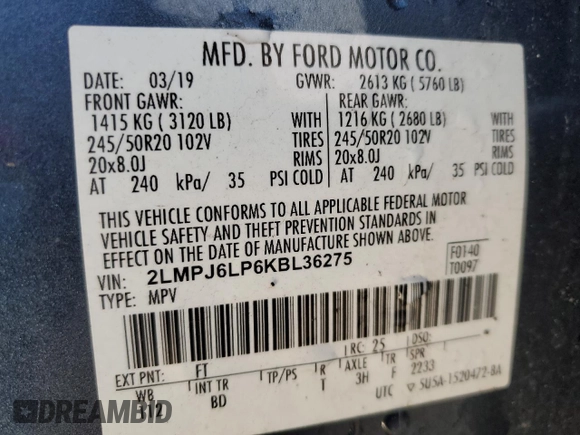 MFD. BY FORD MOTOR CO.
DATE: 03/19 GVWR: 2613 KG ( 5760 LB)
FRONT GAWR: REAR GAWR:
1415 KG ( 3120 LB) WITH 1216 KG ( 2680 LB) WITH
245/50R20 102V TIRES 245/50R20 102V TIRES
20x8.0J RIMS 20x8.0J RIMS
AT 240 kPa/ 35 PSI COLD AT 240 kPa/ 35 PSI COLD
THIS VEHICLE CONFORMS TO ALL APPLICABLE FEDERAL MOTOR
VEHICLE SAFETY AND THEFT PREVENTION STANDARDS IN
EFFECT ON THE DATE OF MANUFACTURE SHOWN ABOVE.
VIN: 2LMPJ6LP6KBL36275 F0140
TYPE: MPV T0097
EXT PNT: FT RC: 25 DSO:
WB INT TR TP/PS R AXLE TR SPR
112 BD T 3H F 2233
UTC ▽ 5U5A-1520472-BA
DREAMBID